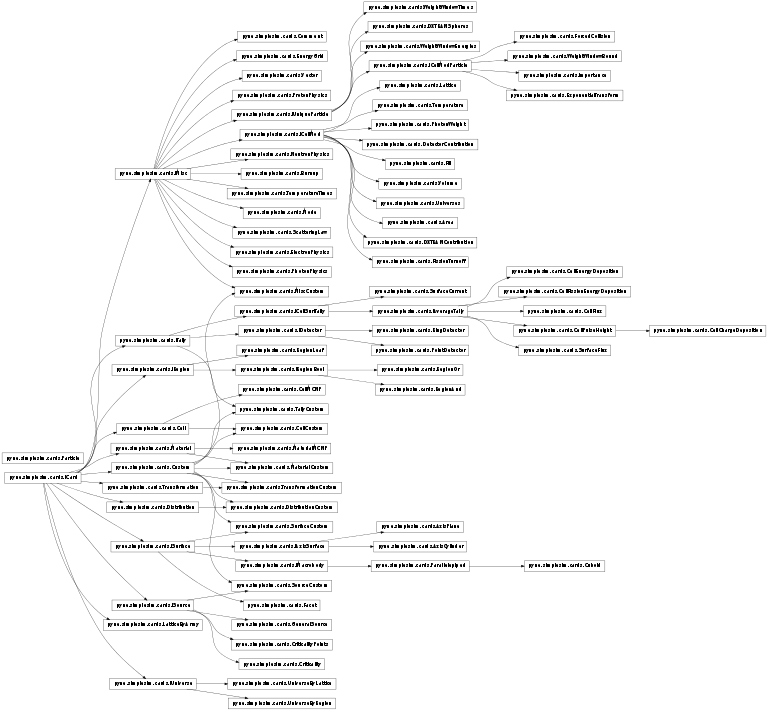 pyne.simplesim.cards.WeightWindowTimes
pyne.simplesim.cards.DXTRANSpheres
pyne.simplesim.cards.Comment
pyne.simplesim.cards.ForcedCollision
pyne.simplesim.cards.WeightWindowEnergies
pyne.simplesim.cards.EnergyGrid
pyne.simplesim.cards.WeightWindowBound
pyne.simplesim.cards.ICellModParticle
pyne.simplesim.cards.Vector
pyne.simplesim.cards.Importance
pyne.simplesim.cards.Lattice
pyne.simplesim.cards.ProtonPhysics
pyne.simplesim.cards.ExponentialTransform
pyne.simplesim.cards.Temperature
pyne.simplesim.cards.IUniqueParticle
pyne.simplesim.cards.PhotonWeight
pyne.simplesim.cards.ICellMod
pyne.simplesim.cards.DetectorContribution
pyne.simplesim.cards.NeutronPhysics
pyne.simplesim.cards.Fill
pyne.simplesim.cards.IMisc
pyne.simplesim.cards.Burnup
pyne.simplesim.cards.Volume
pyne.simplesim.cards.TemperatureTimes
pyne.simplesim.cards.Universes
pyne.simplesim.cards.Mode
pyne.simplesim.cards.Area
pyne.simplesim.cards.ScatteringLaw
pyne.simplesim.cards.DXTRANContribution
pyne.simplesim.cards.ElectronPhysics
pyne.simplesim.cards.FissionTurnoff
pyne.simplesim.cards.PhotonPhysics
pyne.simplesim.cards.CellEnergyDeposition
pyne.simplesim.cards.MiscCustom
pyne.simplesim.cards.SurfaceCurrent
pyne.simplesim.cards.CellFissionEnergyDeposition
pyne.simplesim.cards.ICellSurfTally
pyne.simplesim.cards.IAverageTally
pyne.simplesim.cards.CellFlux
pyne.simplesim.cards.IDetector
pyne.simplesim.cards.RingDetector
pyne.simplesim.cards.CellPulseHeight
pyne.simplesim.cards.CellChargeDeposition
pyne.simplesim.cards.ITally
pyne.simplesim.cards.RegionLeaf
pyne.simplesim.cards.PointDetector
pyne.simplesim.cards.SurfaceFlux
pyne.simplesim.cards.IRegion
pyne.simplesim.cards.IRegionBool
pyne.simplesim.cards.RegionOr
pyne.simplesim.cards.CellMCNP
pyne.simplesim.cards.RegionAnd
pyne.simplesim.cards.TallyCustom
pyne.simplesim.cards.Cell
pyne.simplesim.cards.CellCustom
pyne.simplesim.cards.Material
pyne.simplesim.cards.MaterialMCNP
pyne.simplesim.cards.Particle
pyne.simplesim.cards.Custom
pyne.simplesim.cards.MaterialCustom
pyne.simplesim.cards.ICard
pyne.simplesim.cards.Transformation
pyne.simplesim.cards.TransformationCustom
pyne.simplesim.cards.Distribution
pyne.simplesim.cards.DistributionCustom
pyne.simplesim.cards.SurfaceCustom
pyne.simplesim.cards.AxisPlane
pyne.simplesim.cards.ISurface
pyne.simplesim.cards.IAxisSurface
pyne.simplesim.cards.AxisCylinder
pyne.simplesim.cards.IMacrobody
pyne.simplesim.cards.Parallelepiped
pyne.simplesim.cards.Cuboid
pyne.simplesim.cards.SourceCustom
pyne.simplesim.cards.ISource
pyne.simplesim.cards.Facet
pyne.simplesim.cards.LatticeByArray
pyne.simplesim.cards.GeneralSource
pyne.simplesim.cards.CriticalityPoints
pyne.simplesim.cards.Criticality
pyne.simplesim.cards.IUniverse
pyne.simplesim.cards.UniverseByLattice
pyne.simplesim.cards.UniverseByRegion